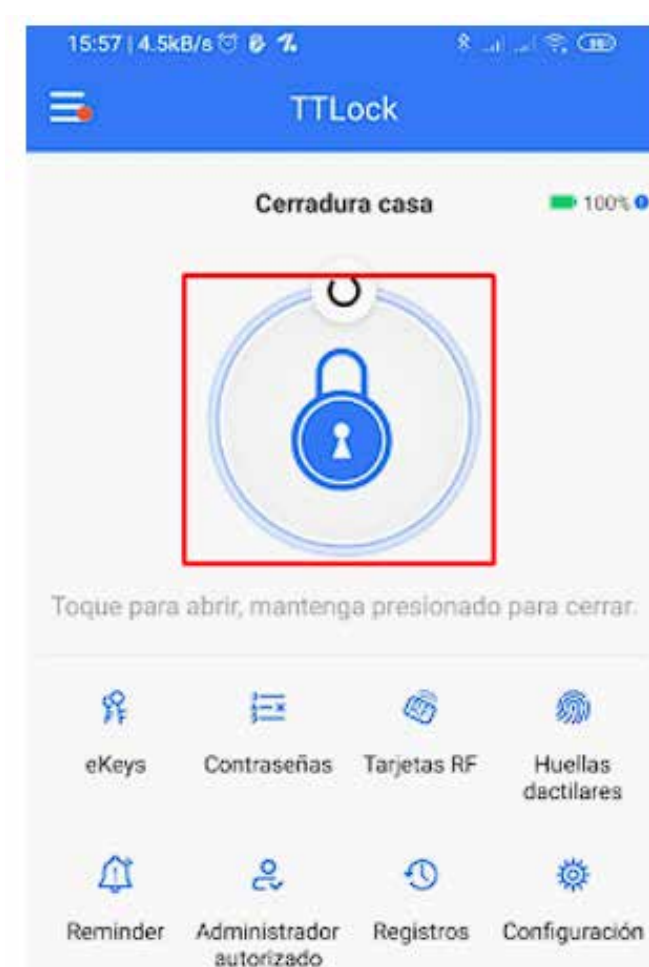 15:57 | 4.5kB/s
TTLock
Cerradura casa
100%
Toque para abrir, mantenga presionado para cerrar.
eKeys Contraseñas Tarjetas RF Huellas dactilares
Reminder Administrador autorizado Registros Configuración